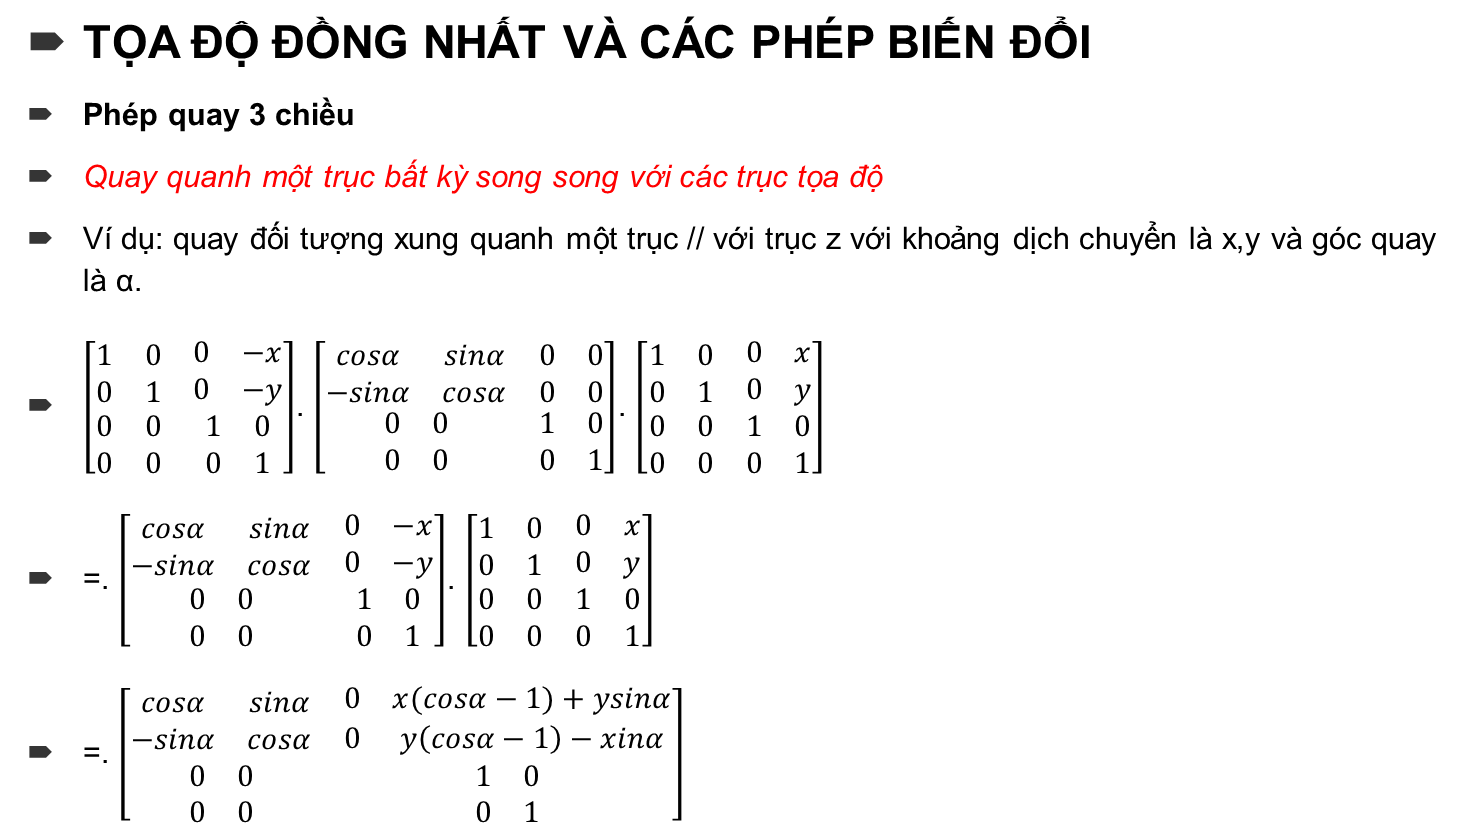 TỌA ĐỘ ĐỒNG NHẤT VÀ CÁC PHÉP BIẾN ĐỔI
Phép quay 3 chiều
Quay quanh một trục bất kỳ song song với các trục tọa độ
Ví dụ: quay đối tượng xung quanh một trục // với trục z với khoảng dịch chuyển là x,y và góc quay
là α.
[1 0 0 −x] . [cosα sinα 0 0] . [1 0 0 x]
[0 1 0 −y] [−sinα cosα 0 0] [0 1 0 y]
[0 0 1 0] [0 0 1 0] [0 0 1 0]
[0 0 0 1] [0 0 0 1] [0 0 0 1]
=. [cosα sinα 0 −x] . [1 0 0 x]
[−sinα cosα 0 −y] [0 1 0 y]
[0 0 1 0] [0 0 1 0]
[0 0 0 1] [0 0 0 1]
=. [cosα sinα 0 x(cosα − 1) + ysinα]
[−sinα cosα 0 y(cosα − 1) − xinα]
[0 0 1 0]
[0 0 0 1]